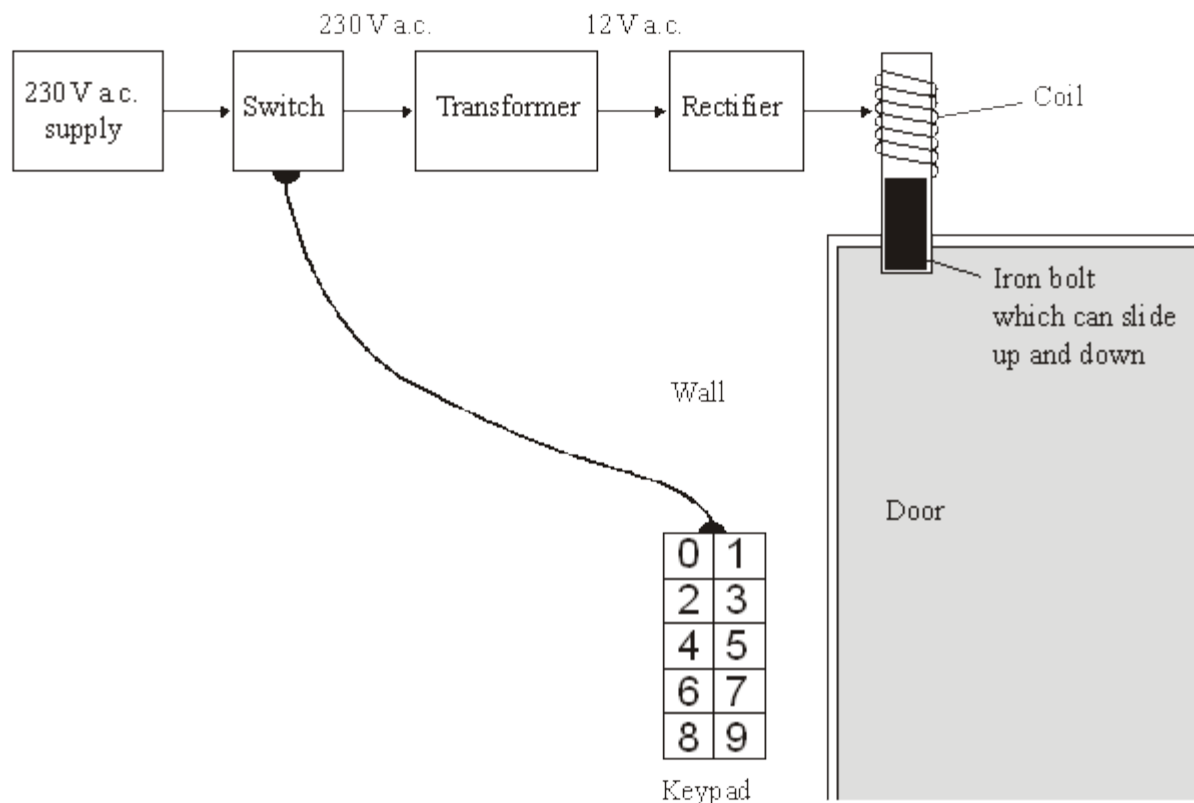 230 V a.c.
12 V a.c.
230 V a.c.
supply
Switch
Transformer
Rectifier
Coil
Iron bolt
which can slide
up and down
Wall
Door
0 1
2 3
4 5
6 7
8 9
Keypad